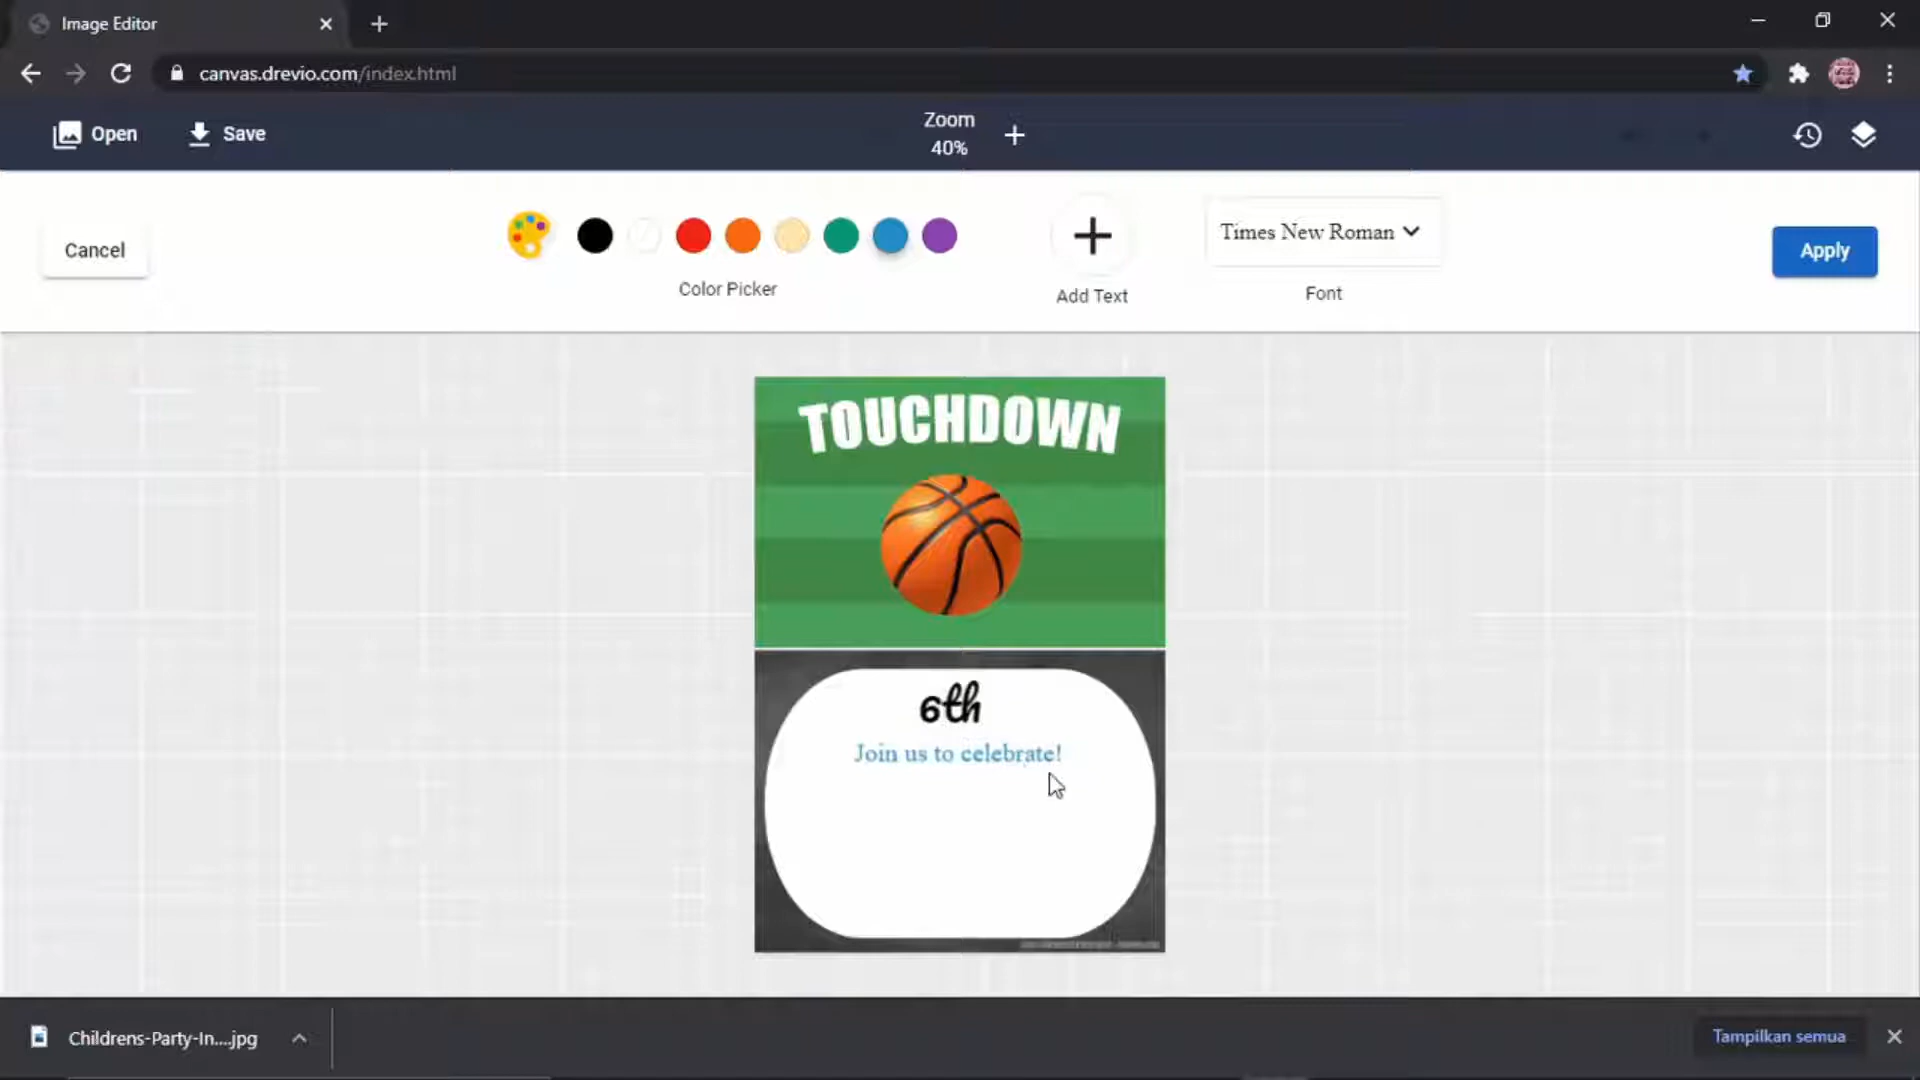 Image Editor
canvas.drevio.com/index.html
Open
Save
Zoom
40%
Cancel
Color Picker
Add Text
Times New Roman
Font
Apply
TOUCHDOWN
6th
Join us to celebrate!
Childrens-Party-In....jpg
Tampilkan semua